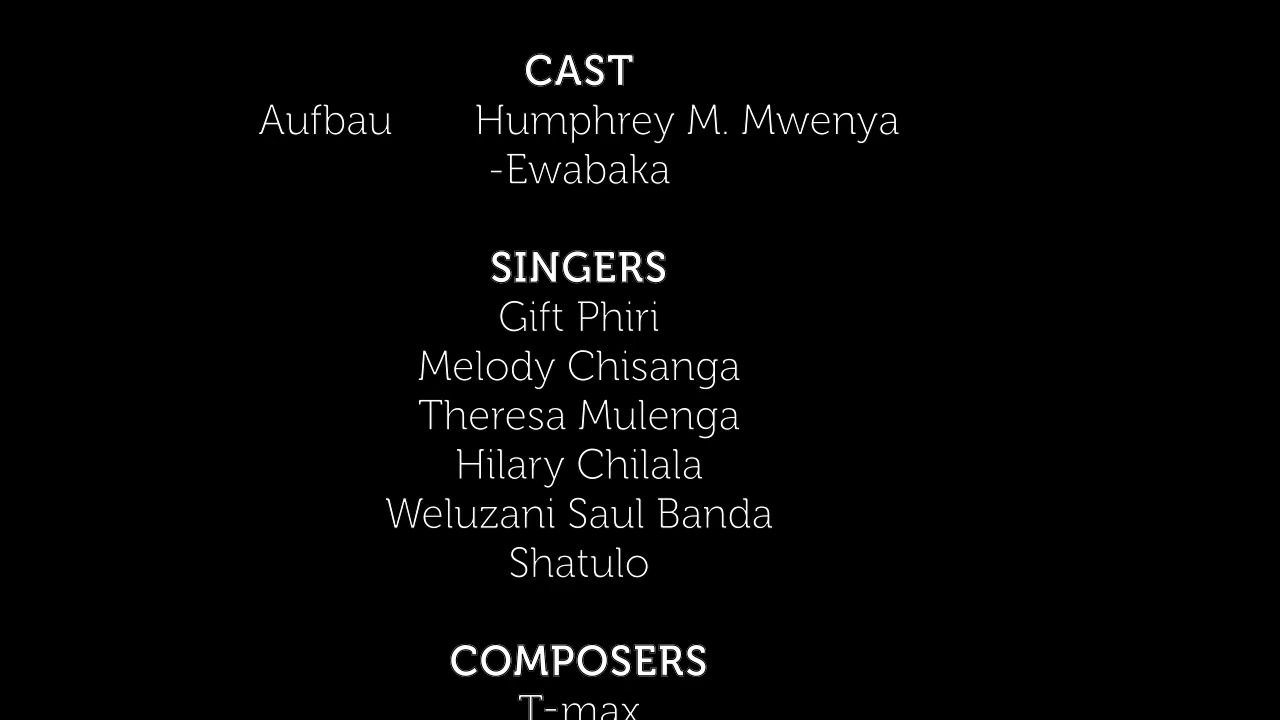 CAST
Aufbau Humphrey M. Mwenya
-Ewabaka
SINGERS
Gift Phiri
Melody Chisanga
Theresa Mulenga
Hilary Chilala
Weluzani Saul Banda
Shatulo
COMPOSERS
T-max